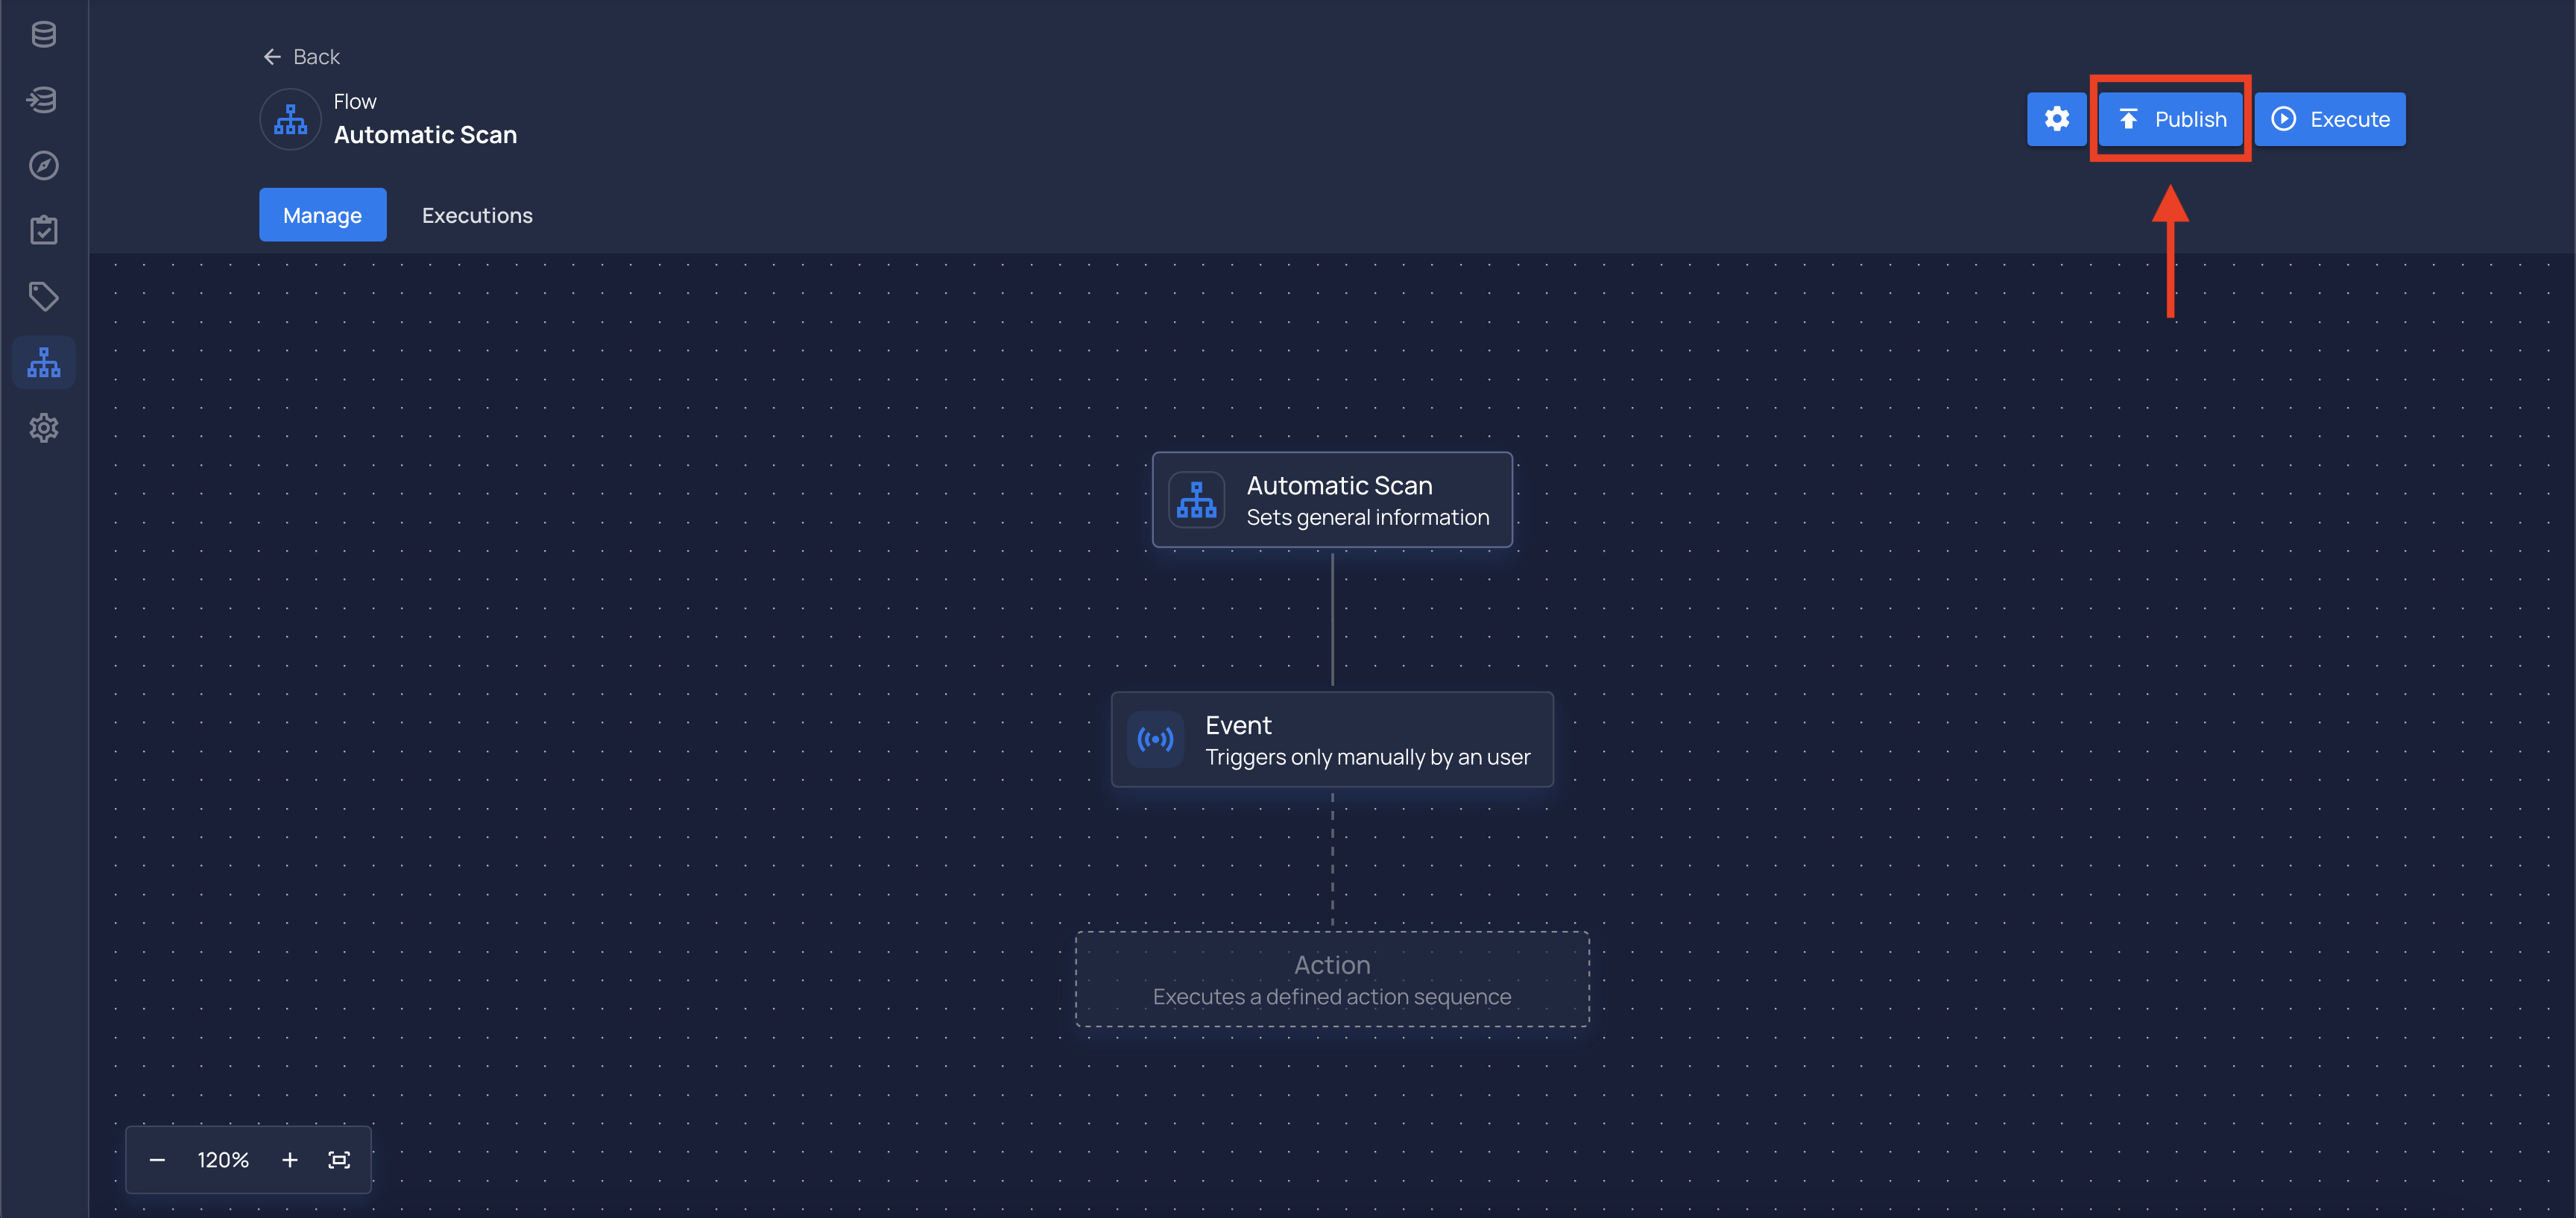 Back
Flow
Automatic Scan
Publish
Execute
Manage
Executions
Automatic Scan
Sets general information
Event
Triggers only manually by an user
Action
Executes a defined action sequence
120%